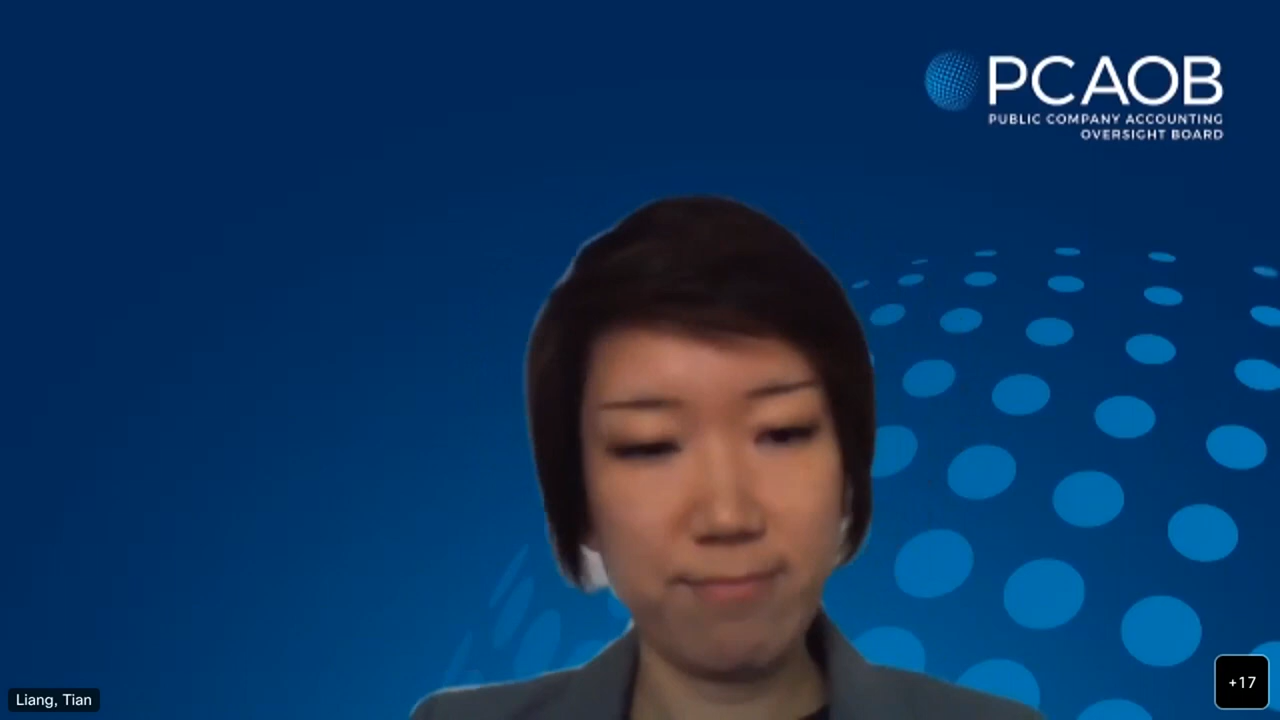 PCAOB
PUBLIC COMPANY ACCOUNTING
OVERSIGHT BOARD
Liang, Tian
+17